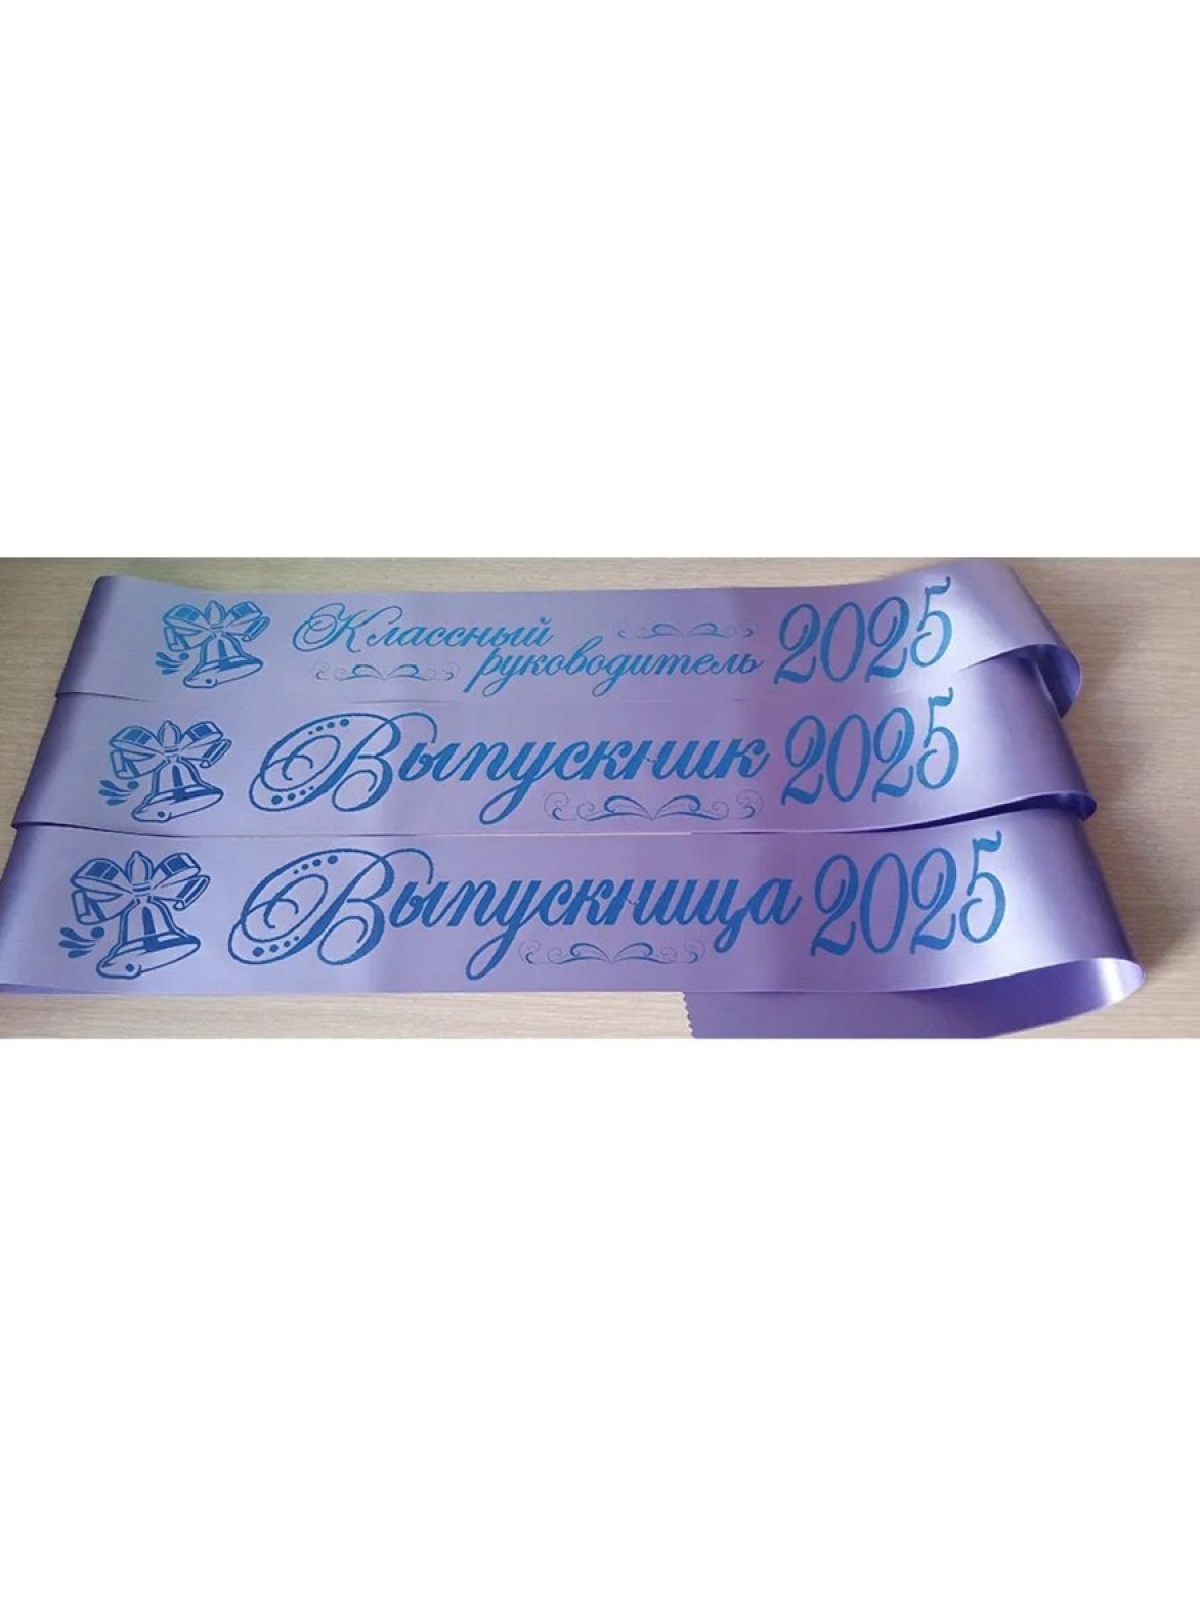 Классный
руководитель 2025
Выпускник 2025
Выпускница 2025